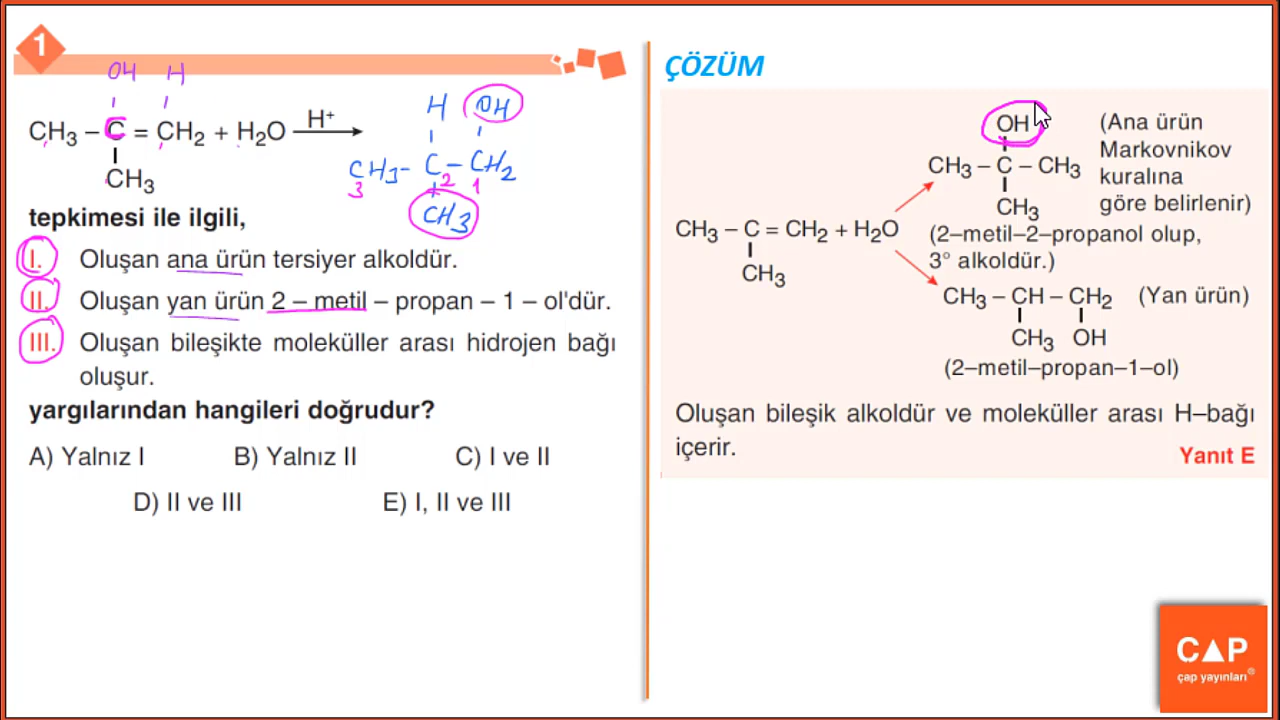 1
OH H
CH₃ – C = CH₂ + H₂O H⁺
CH₃
H OH
CH₃- C - CH₂
3 2 1
CH₃
tepkimesi ile ilgili,
I. Oluşan ana ürün tersiyer alkoldür.
II. Oluşan yan ürün 2 – metil – propan – 1 – ol'dür.
III. Oluşan bileşikte moleküller arası hidrojen bağı
oluşur.
yargılarından hangileri doğrudur?
A) Yalnız I B) Yalnız II C) I ve II
D) II ve III E) I, II ve III
ÇÖZÜM
CH₃ – C = CH₂ + H₂O
CH₃
OH
CH₃ – C – CH₃
CH₃
(Ana ürün
Markovnikov
kuralına
göre belirlenir)
(2–metil–2–propanol olup,
3° alkoldür.)
CH₃ – CH – CH₂ (Yan ürün)
CH₃ OH
(2–metil–propan–1–ol)
Oluşan bileşik alkoldür ve moleküller arası H–bağı
içerir.
Yanıt E
CAP
çap yayınları®